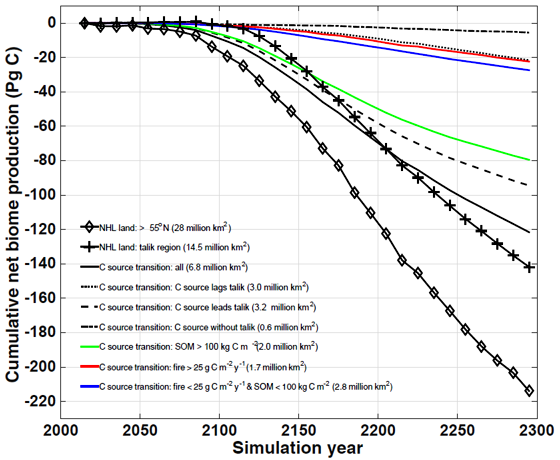 Cumulative net biome production (Pg C)
0
-20
-40
-60
-80
-100
-120
-140
-160
-180
-200
-220
NHL land: > 55°N (28 million km²)
NHL land: talik region (14.5 million km²)
C source transition: all (6.8 million km²)
C source transition: C source lags talik (3.0 million km²)
C source transition: C source leads talik (3.2 million km²)
C source transition: C source without talik (0.6 million km²)
C source transition: SOM > 100 kg C m⁻² (2.0 million km²)
C source transition: fire > 25 g C m⁻² y⁻¹ (1.7 million km²)
C source transition: fire < 25 g C m⁻² y⁻¹ & SOM < 100 kg C m⁻² (2.8 million km²)
2000 2050 2100 2150 2200 2250 2300
Simulation year